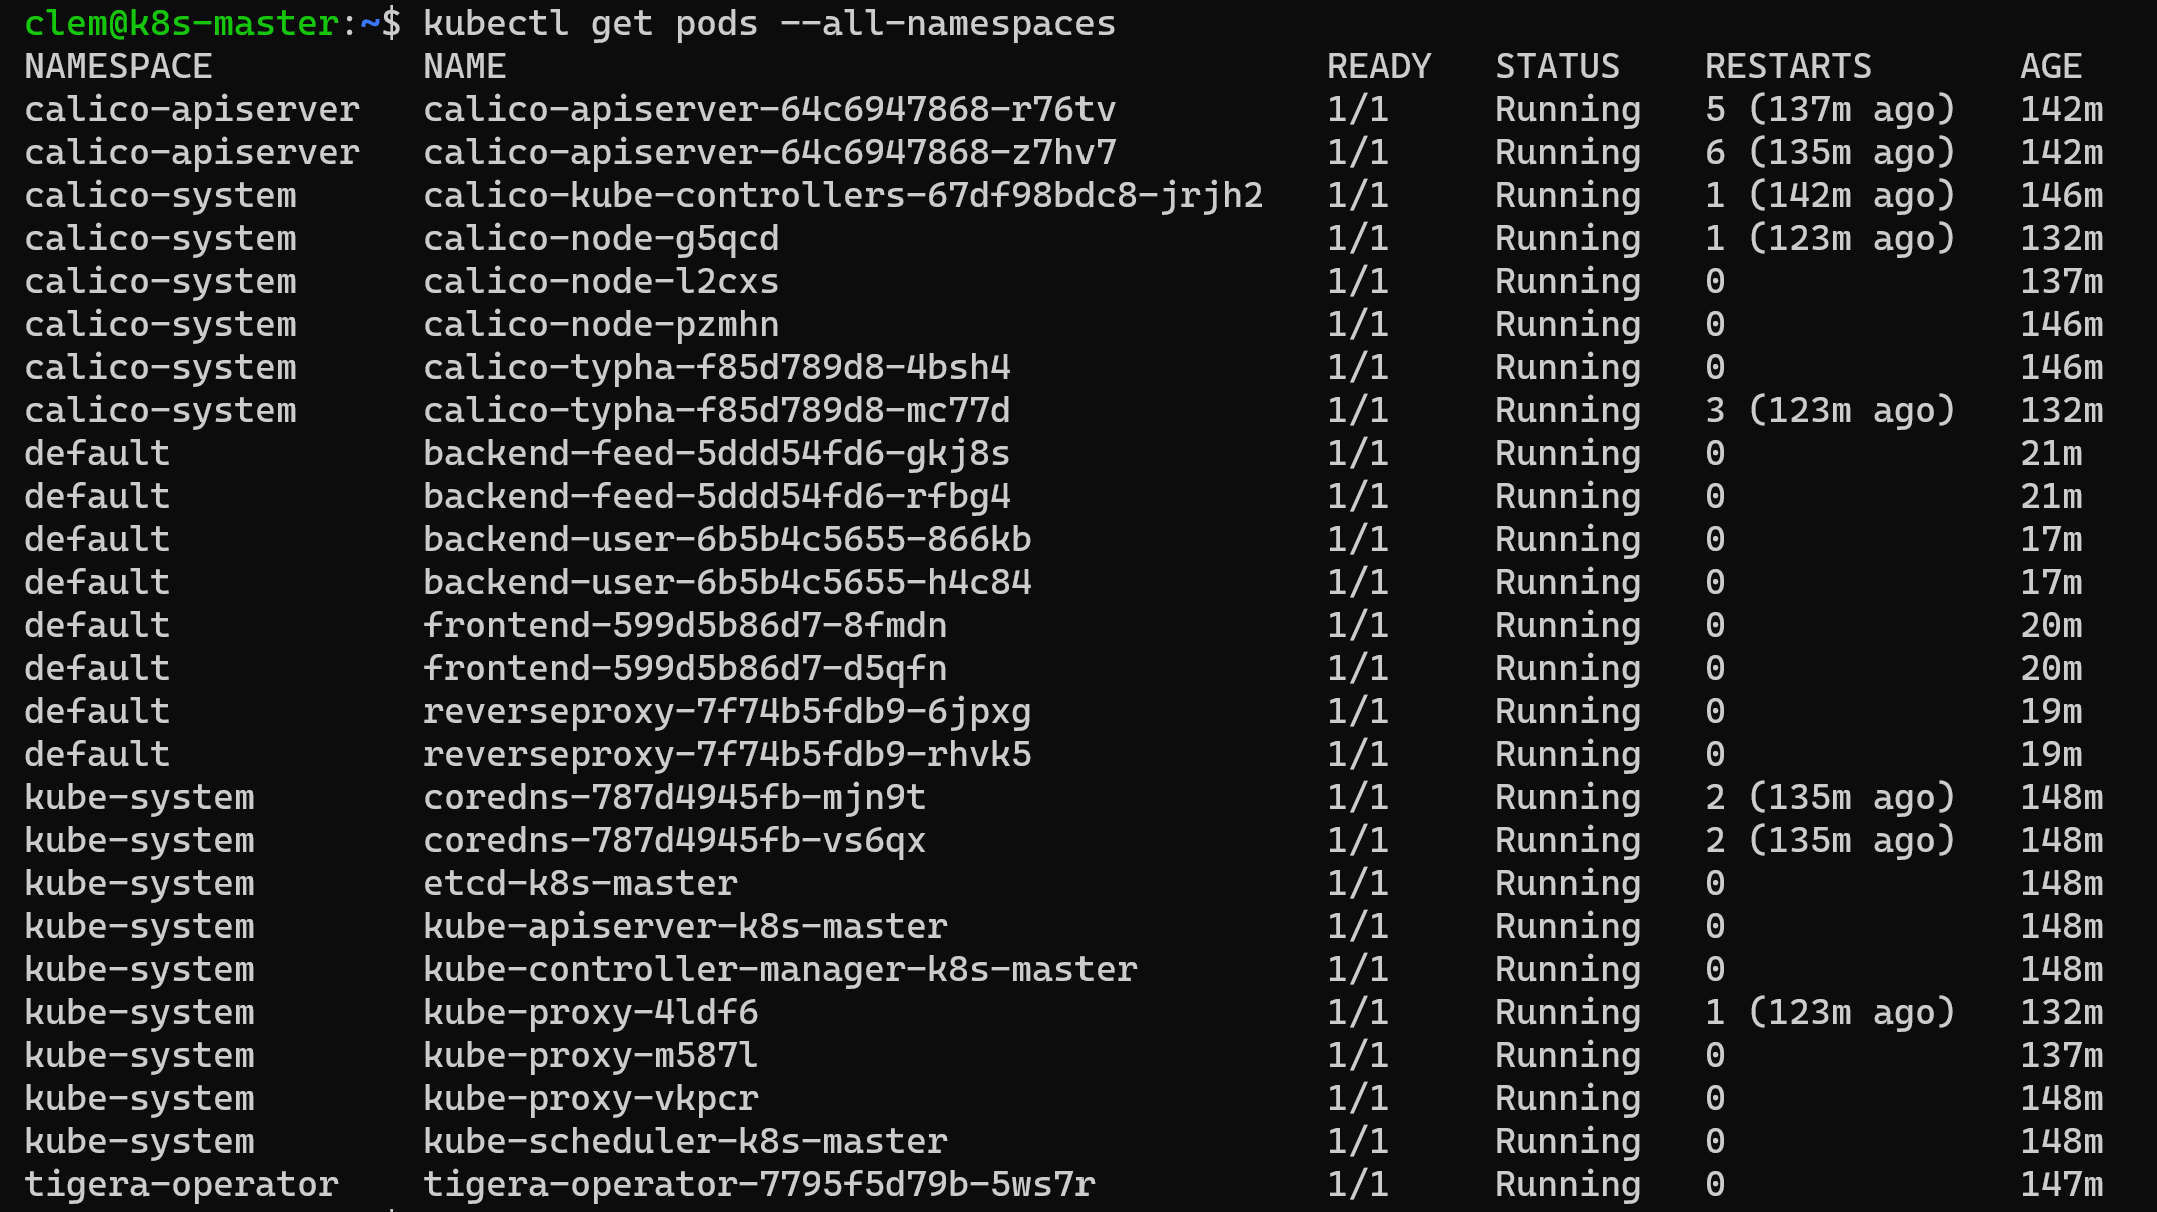 clem@k8s-master:~$ kubectl get pods --all-namespaces
NAMESPACE          NAME                                       READY   STATUS    RESTARTS       AGE
calico-apiserver   calico-apiserver-64c6947868-r76tv          1/1     Running   5 (137m ago)   142m
calico-apiserver   calico-apiserver-64c6947868-z7hv7          1/1     Running   6 (135m ago)   142m
calico-system      calico-kube-controllers-67df98bdc8-jrjh2   1/1     Running   1 (142m ago)   146m
calico-system      calico-node-g5qcd                          1/1     Running   1 (123m ago)   132m
calico-system      calico-node-l2cxs                          1/1     Running   0              137m
calico-system      calico-node-pzmhn                          1/1     Running   0              146m
calico-system      calico-typha-f85d789d8-4bsh4               1/1     Running   0              146m
calico-system      calico-typha-f85d789d8-mc77d               1/1     Running   3 (123m ago)   132m
default            backend-feed-5ddd54fd6-gkj8s               1/1     Running   0              21m
default            backend-feed-5ddd54fd6-rfbg4               1/1     Running   0              21m
default            backend-user-6b5b4c5655-866kb              1/1     Running   0              17m
default            backend-user-6b5b4c5655-h4c84              1/1     Running   0              17m
default            frontend-599d5b86d7-8fmdn                  1/1     Running   0              20m
default            frontend-599d5b86d7-d5qfn                  1/1     Running   0              20m
default            reverseproxy-7f74b5fdb9-6jpxg              1/1     Running   0              19m
default            reverseproxy-7f74b5fdb9-rhvk5              1/1     Running   0              19m
kube-system        coredns-787d4945fb-mjn9t                   1/1     Running   2 (135m ago)   148m
kube-system        coredns-787d4945fb-vs6qx                   1/1     Running   2 (135m ago)   148m
kube-system        etcd-k8s-master                            1/1     Running   0              148m
kube-system        kube-apiserver-k8s-master                  1/1     Running   0              148m
kube-system        kube-controller-manager-k8s-master         1/1     Running   0              148m
kube-system        kube-proxy-4ldf6                           1/1     Running   1 (123m ago)   132m
kube-system        kube-proxy-m587l                           1/1     Running   0              137m
kube-system        kube-proxy-vkpcr                           1/1     Running   0              148m
kube-system        kube-scheduler-k8s-master                  1/1     Running   0              148m
tigera-operator    tigera-operator-7795f5d79b-5ws7r           1/1     Running   0              147m